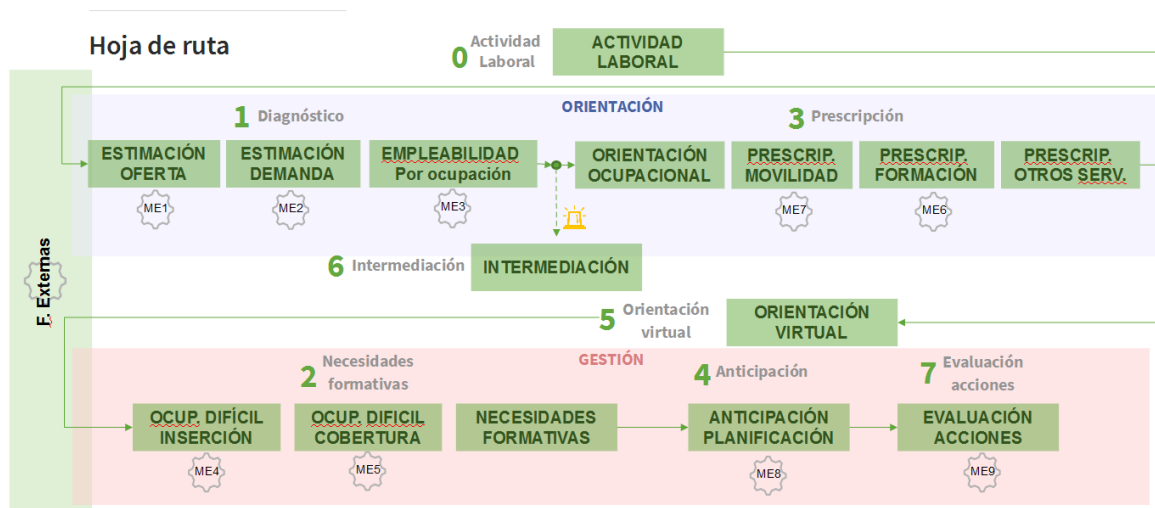 Hoja de ruta
0
Actividad
Laboral
ACTIVIDAD
LABORAL
ORIENTACIÓN
1
Diagnóstico
3
Prescripción
ESTIMACIÓN
OFERTA
ESTIMACIÓN
DEMANDA
EMPLEABILIDAD
Por ocupación
ORIENTACIÓN
OCUPACIONAL
PRESCRIP.
MOVILIDAD
PRESCRIP.
FORMACIÓN
PRESCRIP.
OTROS SERV.
ME1
ME2
ME3
ME7
ME6
F. Externas
6
Intermediación
INTERMEDIACIÓN
5
Orientación
virtual
ORIENTACIÓN
VIRTUAL
GESTIÓN
2
Necesidades
formativas
4
Anticipación
7
Evaluación
acciones
OCUP. DIFÍCIL
INSERCIÓN
OCUP. DIFICIL
COBERTURA
NECESIDADES
FORMATIVAS
ANTICIPACIÓN
PLANIFICACIÓN
EVALUACIÓN
ACCIONES
ME4
ME5
ME8
ME9